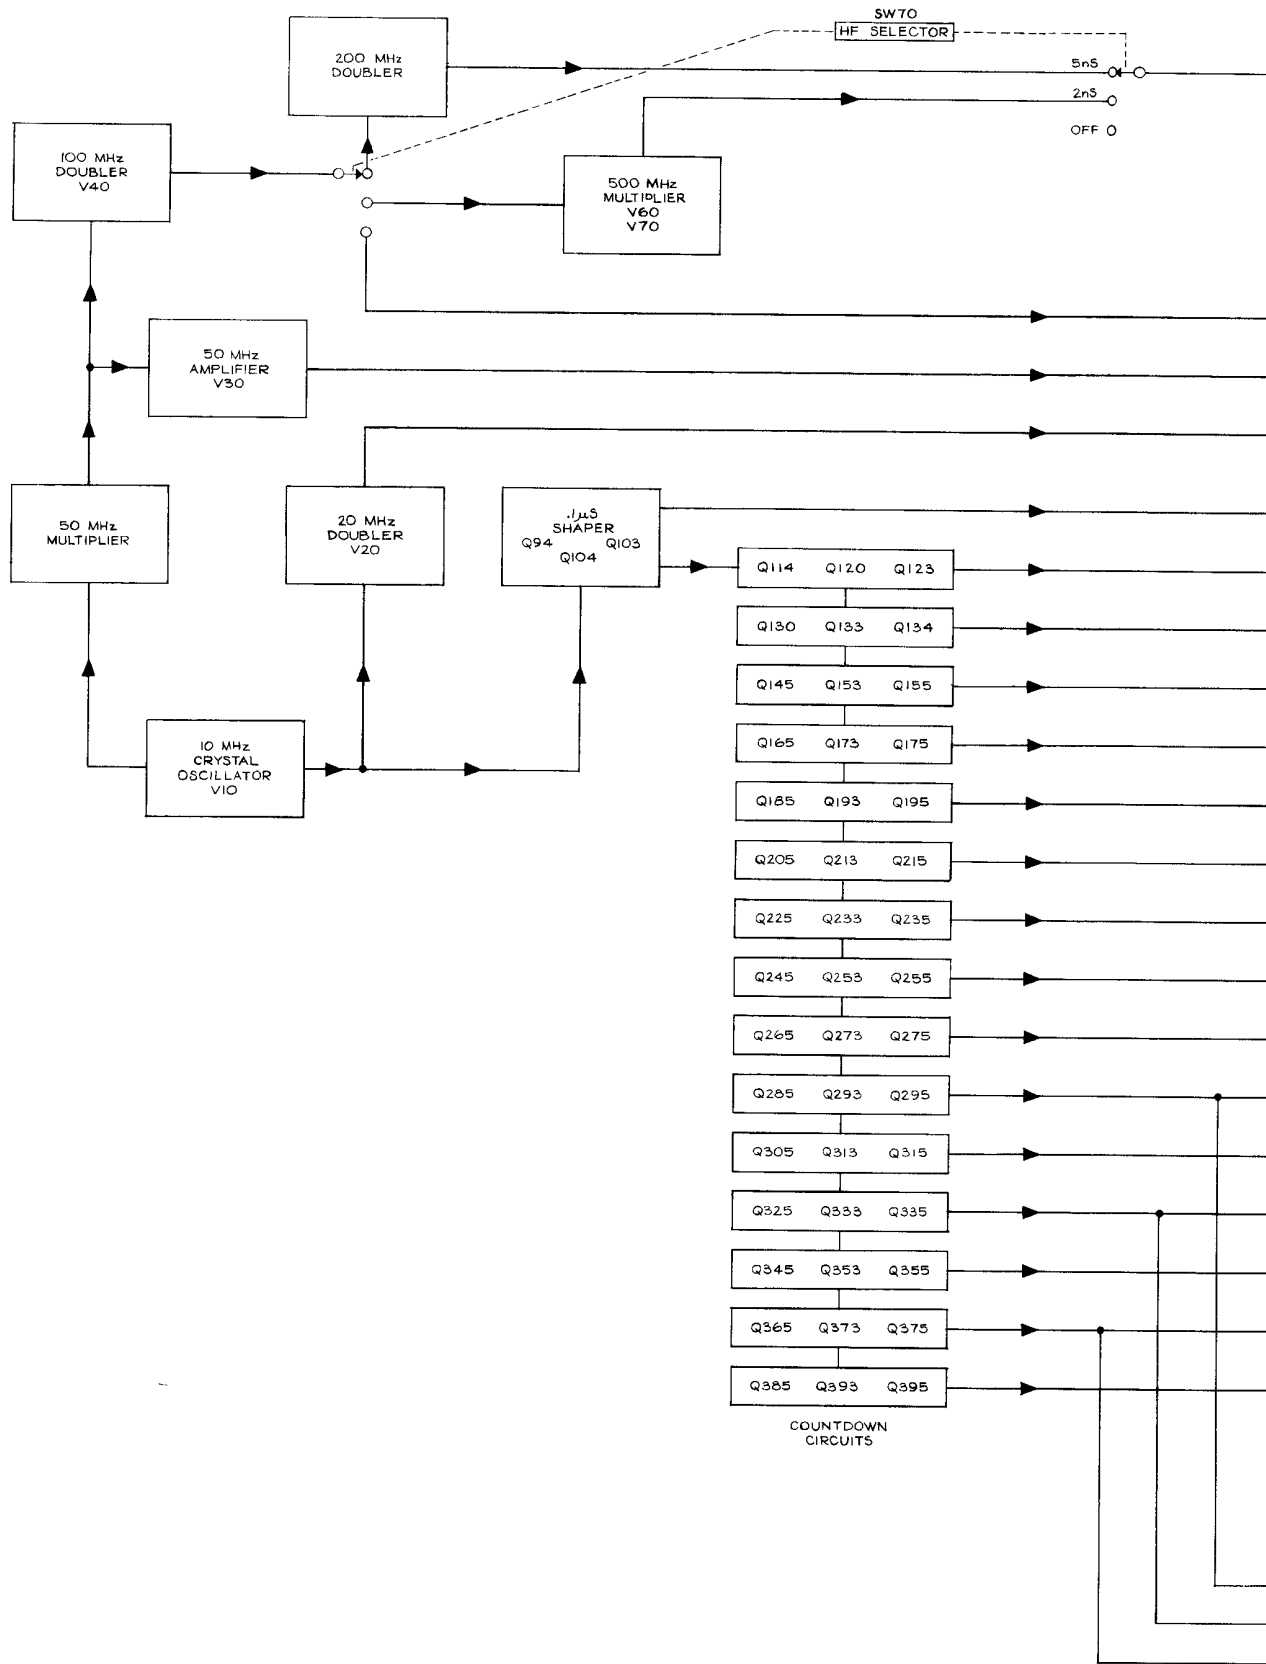 SW70
HF SELECTOR
200 MHz
DOUBLER
5nS
2nS
OFF
100 MHz
DOUBLER
V40
500 MHz
MULTIPLIER
V60
V70
50 MHz
AMPLIFIER
V30
50 MHz
MULTIPLIER
20 MHz
DOUBLER
V20
.1µS
SHAPER
Q94 Q103
Q104
10 MHz
CRYSTAL
OSCILLATOR
V10
Q114 Q120 Q123
Q130 Q133 Q134
Q145 Q153 Q155
Q165 Q173 Q175
Q185 Q193 Q195
Q205 Q213 Q215
Q225 Q233 Q235
Q245 Q253 Q255
Q265 Q273 Q275
Q285 Q293 Q295
Q305 Q313 Q315
Q325 Q333 Q335
Q345 Q353 Q355
Q365 Q373 Q375
Q385 Q393 Q395
COUNTDOWN
CIRCUITS